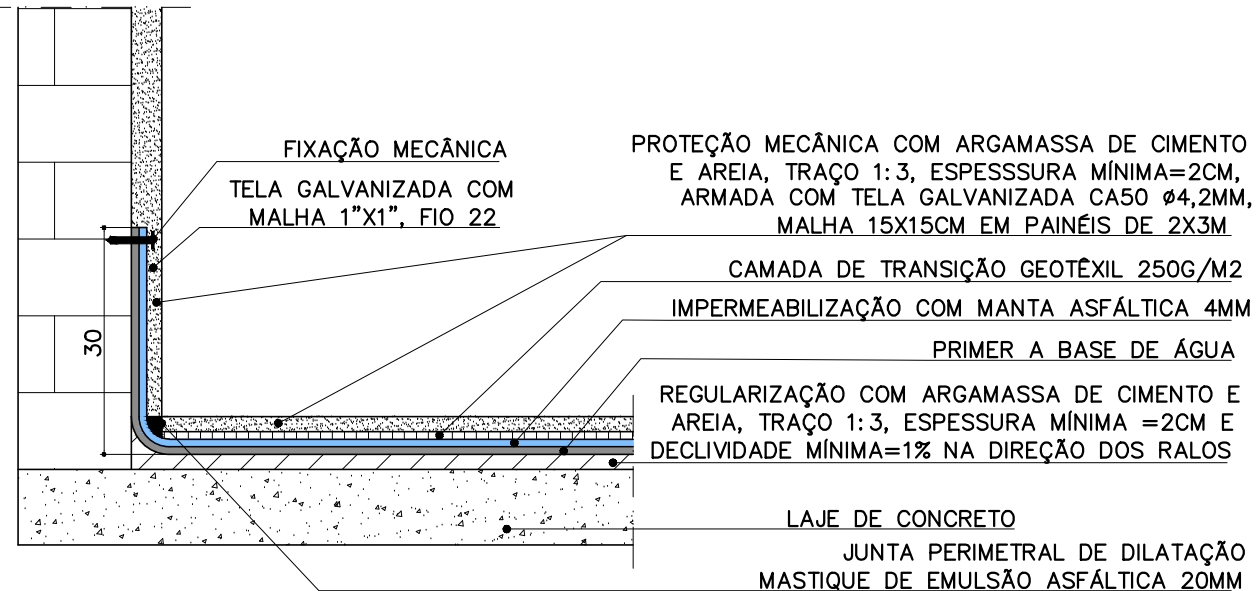 FIXAÇÃO MECÂNICA
TELA GALVANIZADA COM
MALHA 1"X1", FIO 22
30
PROTEÇÃO MECÂNICA COM ARGAMASSA DE CIMENTO
E AREIA, TRAÇO 1:3, ESPESSSURA MÍNIMA=2CM,
ARMADA COM TELA GALVANIZADA CA50 ø4,2MM,
MALHA 15X15CM EM PAINÉIS DE 2X3M
CAMADA DE TRANSIÇÃO GEOTÊXIL 250G/M2
IMPERMEABILIZAÇÃO COM MANTA ASFÁLTICA 4MM
PRIMER A BASE DE ÁGUA
REGULARIZAÇÃO COM ARGAMASSA DE CIMENTO E
AREIA, TRAÇO 1:3, ESPESSURA MÍNIMA =2CM E
DECLIVIDADE MÍNIMA=1% NA DIREÇÃO DOS RALOS
LAJE DE CONCRETO
JUNTA PERIMETRAL DE DILATAÇÃO
MASTIQUE DE EMULSÃO ASFÁLTICA 20MM